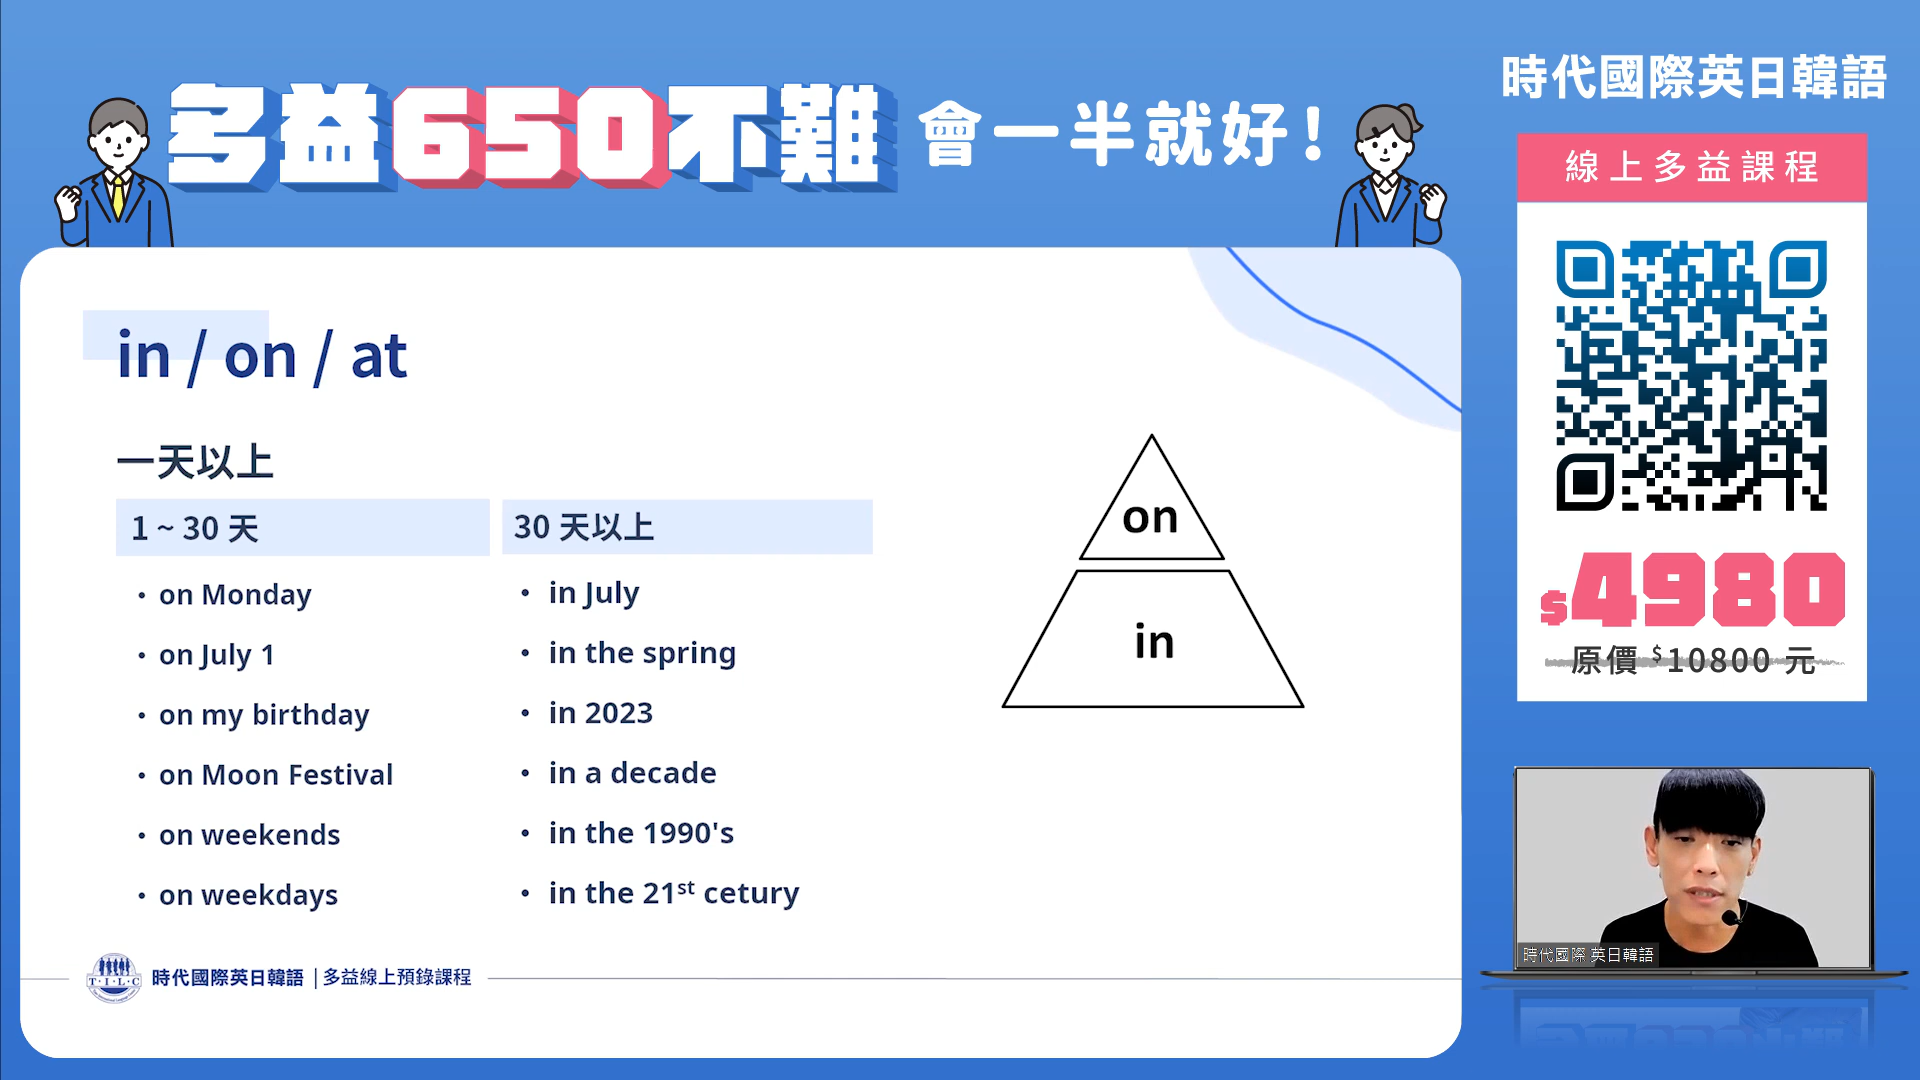 多益650不難 會一半就好！
時代國際英日韓語
線上多益課程
$4980
原價 $10800 元
in / on / at
一天以上
1 ~ 30 天
• on Monday
• on July 1
• on my birthday
• on Moon Festival
• on weekends
• on weekdays
30 天以上
• in July
• in the spring
• in 2023
• in a decade
• in the 1990's
• in the 21st cetury
on
in
T·I·L·C
時代國際英日韓語 | 多益線上預錄課程
時代國際 英日韓語